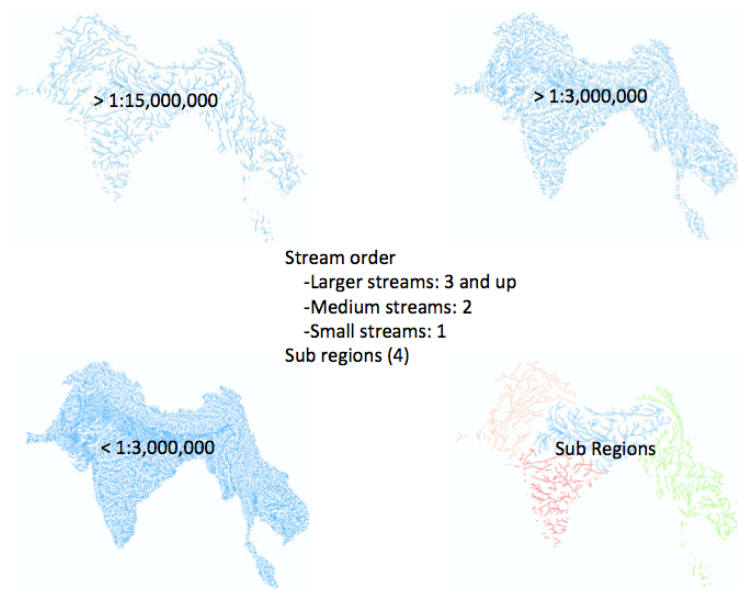 > 1:15,000,000
> 1:3,000,000
Stream order
-Larger streams: 3 and up
-Medium streams: 2
-Small streams: 1
Sub regions (4)
< 1:3,000,000
Sub Regions